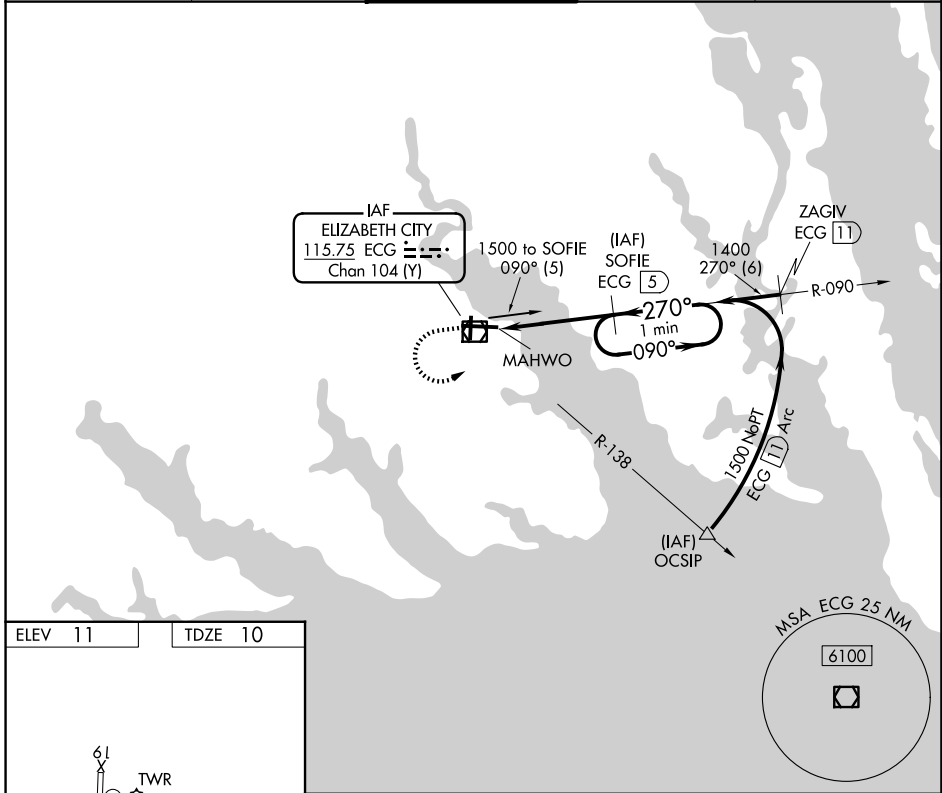 IAF
ELIZABETH CITY
115.75 ECG
Chan 104 (Y)
1500 to SOFIE
090° (5)
(IAF)
SOFIE
ECG 5
1400
270° (6)
ZAGIV
ECG 11
R-090
270°
1 min
090°
MAHWO
R-138
1500 NoPT
ECG 11 Arc
(IAF)
OCSIP
MSA ECG 25 NM
6100
ELEV 11
TDZE 10
19
TWR